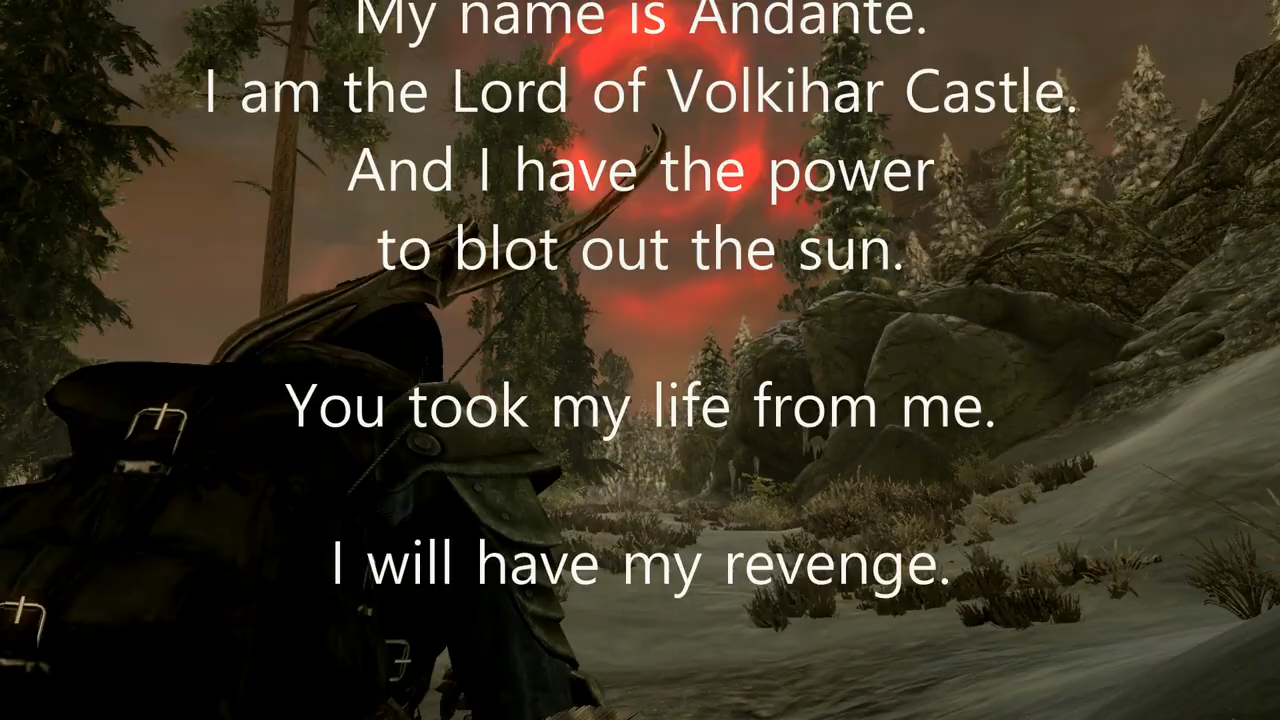 My name is Andante.
I am the Lord of Volkihar Castle.
And I have the power
to blot out the sun.
You took my life from me.
I will have my revenge.